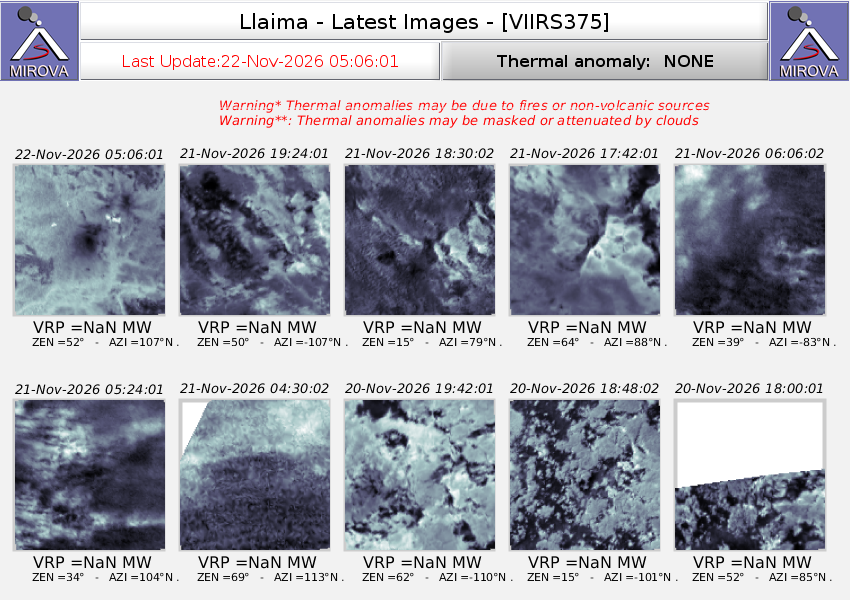 MIROVA
Llaima - Latest Images - [VIIRS375]
Last Update:22-Nov-2026 05:06:01
Thermal anomaly: NONE
MIROVA
Warning* Thermal anomalies may be due to fires or non-volcanic sources
Warning**: Thermal anomalies may be masked or attenuated by clouds
22-Nov-2026 05:06:01
21-Nov-2026 19:24:01
21-Nov-2026 18:30:02
21-Nov-2026 17:42:01
21-Nov-2026 06:06:02
VRP =NaN MW
VRP =NaN MW
VRP =NaN MW
VRP =NaN MW
VRP =NaN MW
ZEN =52° - AZI =107°N .
ZEN =50° - AZI =-107°N .
ZEN =15° - AZI =79°N .
ZEN =64° - AZI =88°N .
ZEN =39° - AZI =-83°N .
21-Nov-2026 05:24:01
21-Nov-2026 04:30:02
20-Nov-2026 19:42:01
20-Nov-2026 18:48:02
20-Nov-2026 18:00:01
VRP =NaN MW
VRP =NaN MW
VRP =NaN MW
VRP =NaN MW
VRP =NaN MW
ZEN =34° - AZI =104°N .
ZEN =69° - AZI =113°N .
ZEN =62° - AZI =-110°N .
ZEN =15° - AZI =-101°N .
ZEN =52° - AZI =85°N .